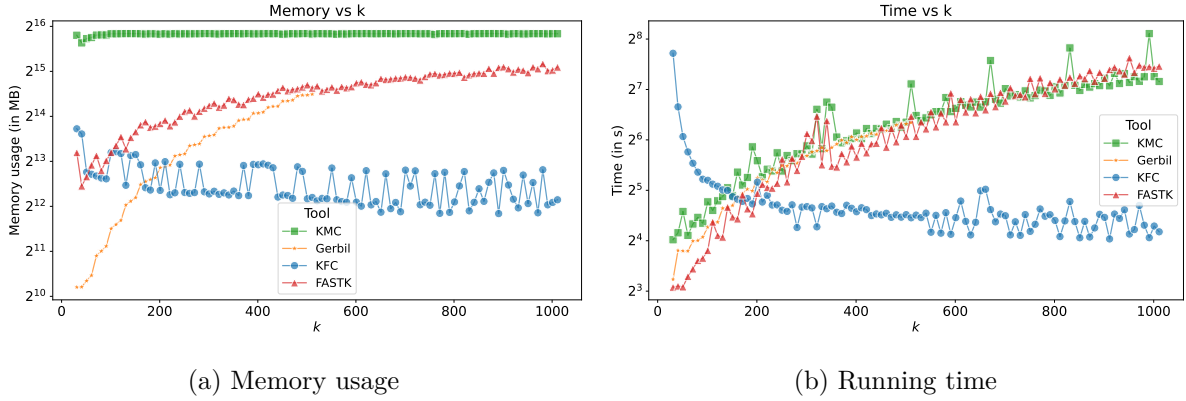 Memory vs k
Memory usage (in MB)
2^16
2^15
2^14
2^13
2^12
2^11
2^10
0 200 400 600 800 1000
k
Tool
KMC
Gerbil
KFC
FASTK
(a) Memory usage
Time vs k
Time (in s)
2^8
2^7
2^6
2^5
2^4
2^3
0 200 400 600 800 1000
k
Tool
KMC
Gerbil
KFC
FASTK
(b) Running time